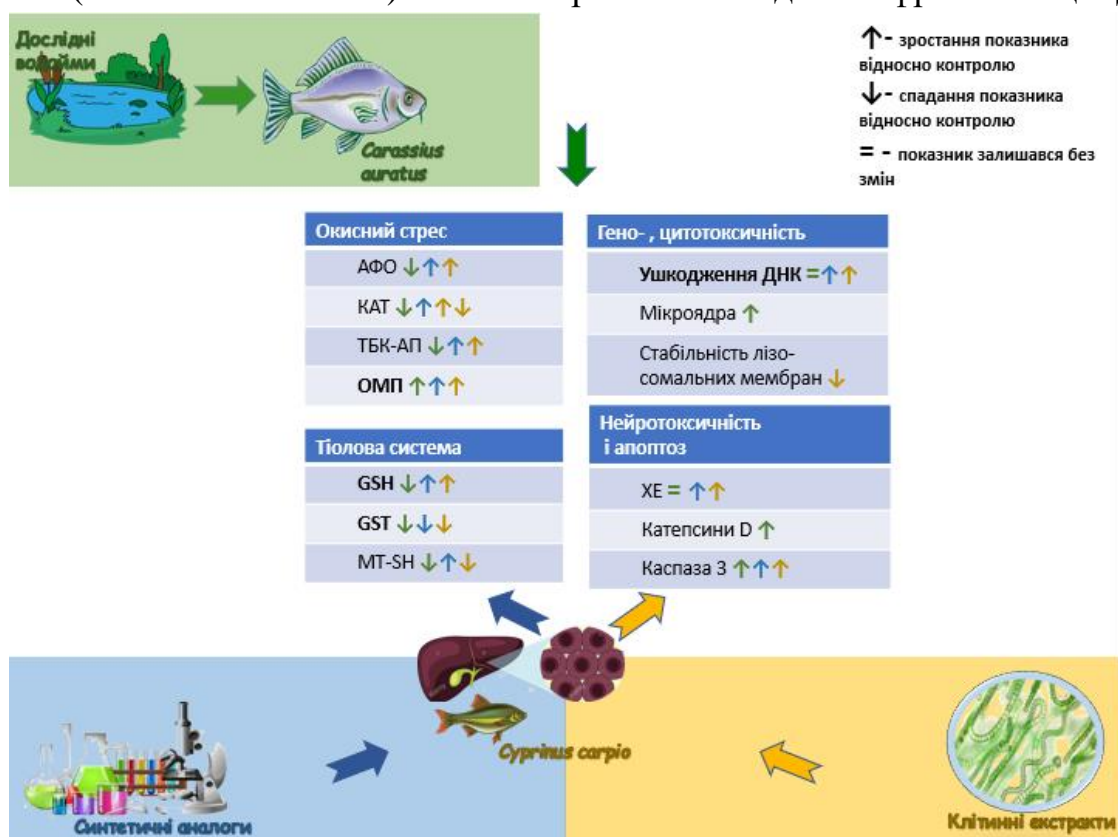 Дослідні
водойми
Carassius
auratus
↑- зростання показника
відносно контролю
↓- спадання показника
відносно контролю
= - показник залишався без
змін
Окисний стрес
АФО ↓↑↑
КАТ ↓↑↑↓
ТБК-АП ↓↑↑
ОМП ↑↑↑
Тіолова система
GSH ↓↑↑
GST ↓↓↓
MT-SH ↓↑↓
Гено- , цитотоксичність
Ушкодження ДНК =↑↑
Мікроядра ↑
Стабільність лізо-
сомальних мембран ↓
Нейротоксичність
і апоптоз
ХЕ = ↑↑
Катепсини D ↑
Каспаза 3 ↑↑↑
Cyprinus carpio
Синтетичні аналоги
Клітинні екстракти